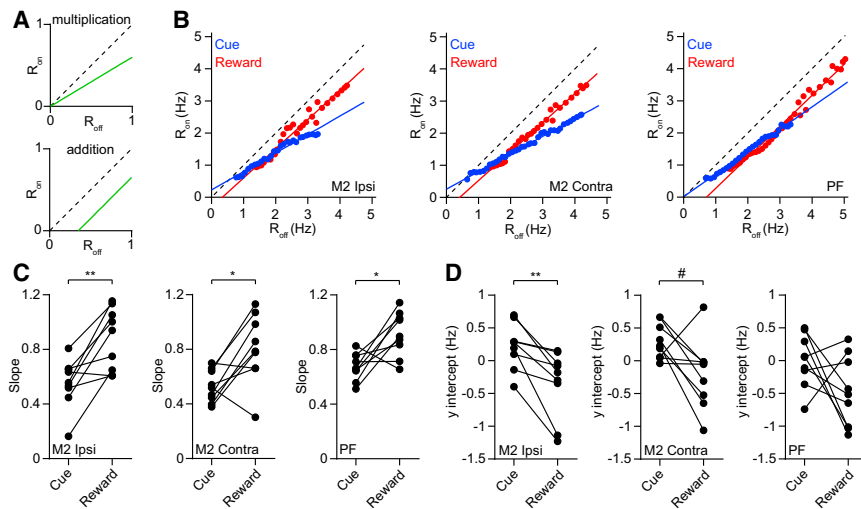 A
multiplication
1
R_on
0
0 R_off 1
addition
1
R_on
0
0 R_off 1
B
Cue
Reward
5
4
3
2
1
0
R_on (Hz)
M2 Ipsi
0 1 2 3 4 5
R_off (Hz)
Cue
Reward
5
4
3
2
1
0
R_on (Hz)
M2 Contra
0 1 2 3 4 5
R_off (Hz)
Cue
Reward
5
4
3
2
1
0
R_on (Hz)
PF
0 1 2 3 4 5
R_off (Hz)
C
**
1.2
0.8
0.4
0
Slope
M2 Ipsi
Cue Reward
*
1.2
0.8
0.4
0
Slope
M2 Contra
Cue Reward
*
1.2
0.8
0.4
0
Slope
PF
Cue Reward
D
**
1
0.5
0
-0.5
-1
-1.5
y intercept (Hz)
M2 Ipsi
Cue Reward
#
1
0.5
0
-0.5
-1
-1.5
y intercept (Hz)
M2 Contra
Cue Reward
1
0.5
0
-0.5
-1
-1.5
y intercept (Hz)
PF
Cue Reward